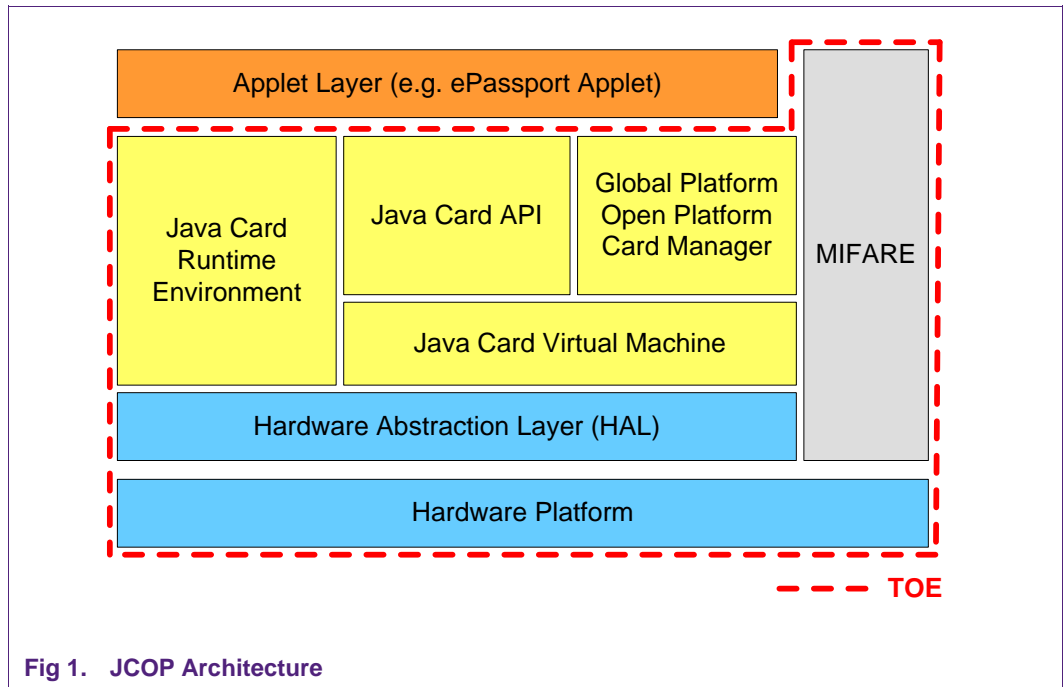 Applet Layer (e.g. ePassport Applet)
Java Card
Runtime
Environment
Java Card API
Global Platform
Open Platform
Card Manager
MIFARE
Java Card Virtual Machine
Hardware Abstraction Layer (HAL)
Hardware Platform
TOE
Fig 1. JCOP Architecture